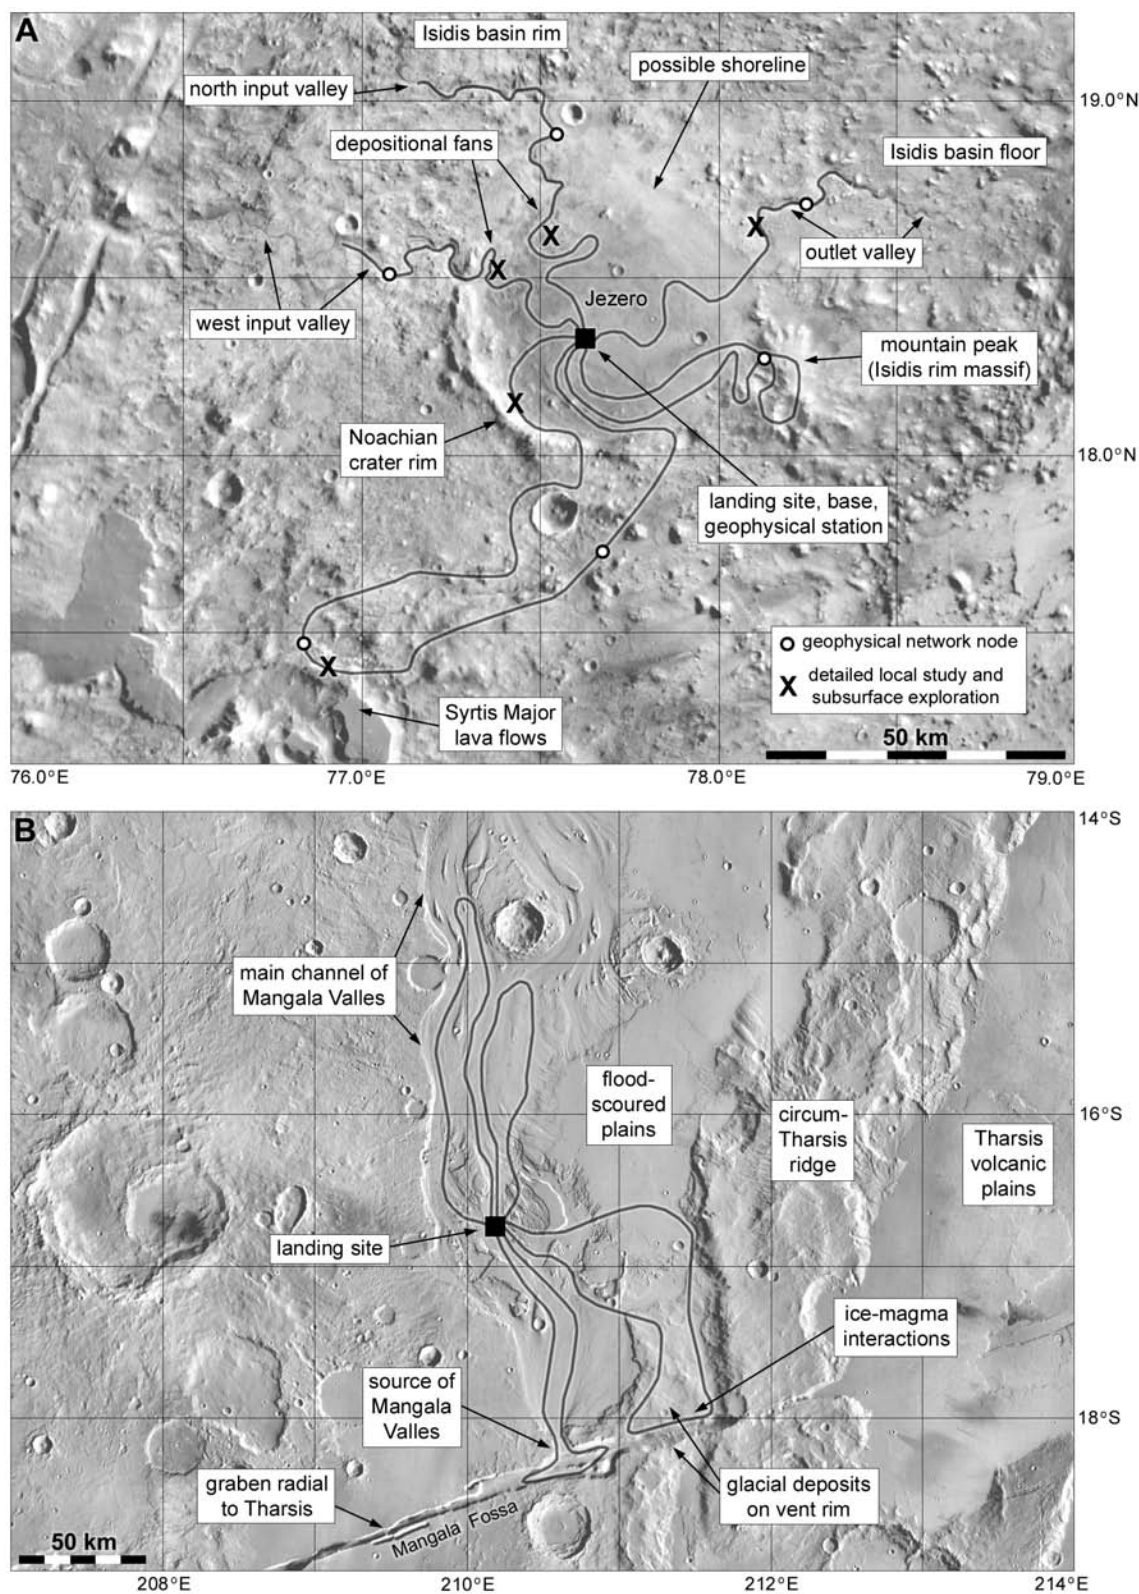 A
Isidis basin rim
possible shoreline
north input valley
19.0°N
depositional fans
Isidis basin floor
outlet valley
Jezero
west input valley
mountain peak
(Isidis rim massif)
Noachian
crater rim
18.0°N
landing site, base,
geophysical station
geophysical network node
X detailed local study and
subsurface exploration
Syrtis Major
lava flows
50 km
76.0°E 77.0°E 78.0°E 79.0°E
B
14°S
main channel of
Mangala Valles
flood-
scoured
plains
16°S
circum-
Tharsis
ridge
Tharsis
volcanic
plains
landing site
ice-magma
interactions
source of
Mangala
Valles
18°S
graben radial
to Tharsis
glacial deposits
on vent rim
Mangala Fossa
50 km
208°E 210°E 212°E 214°E